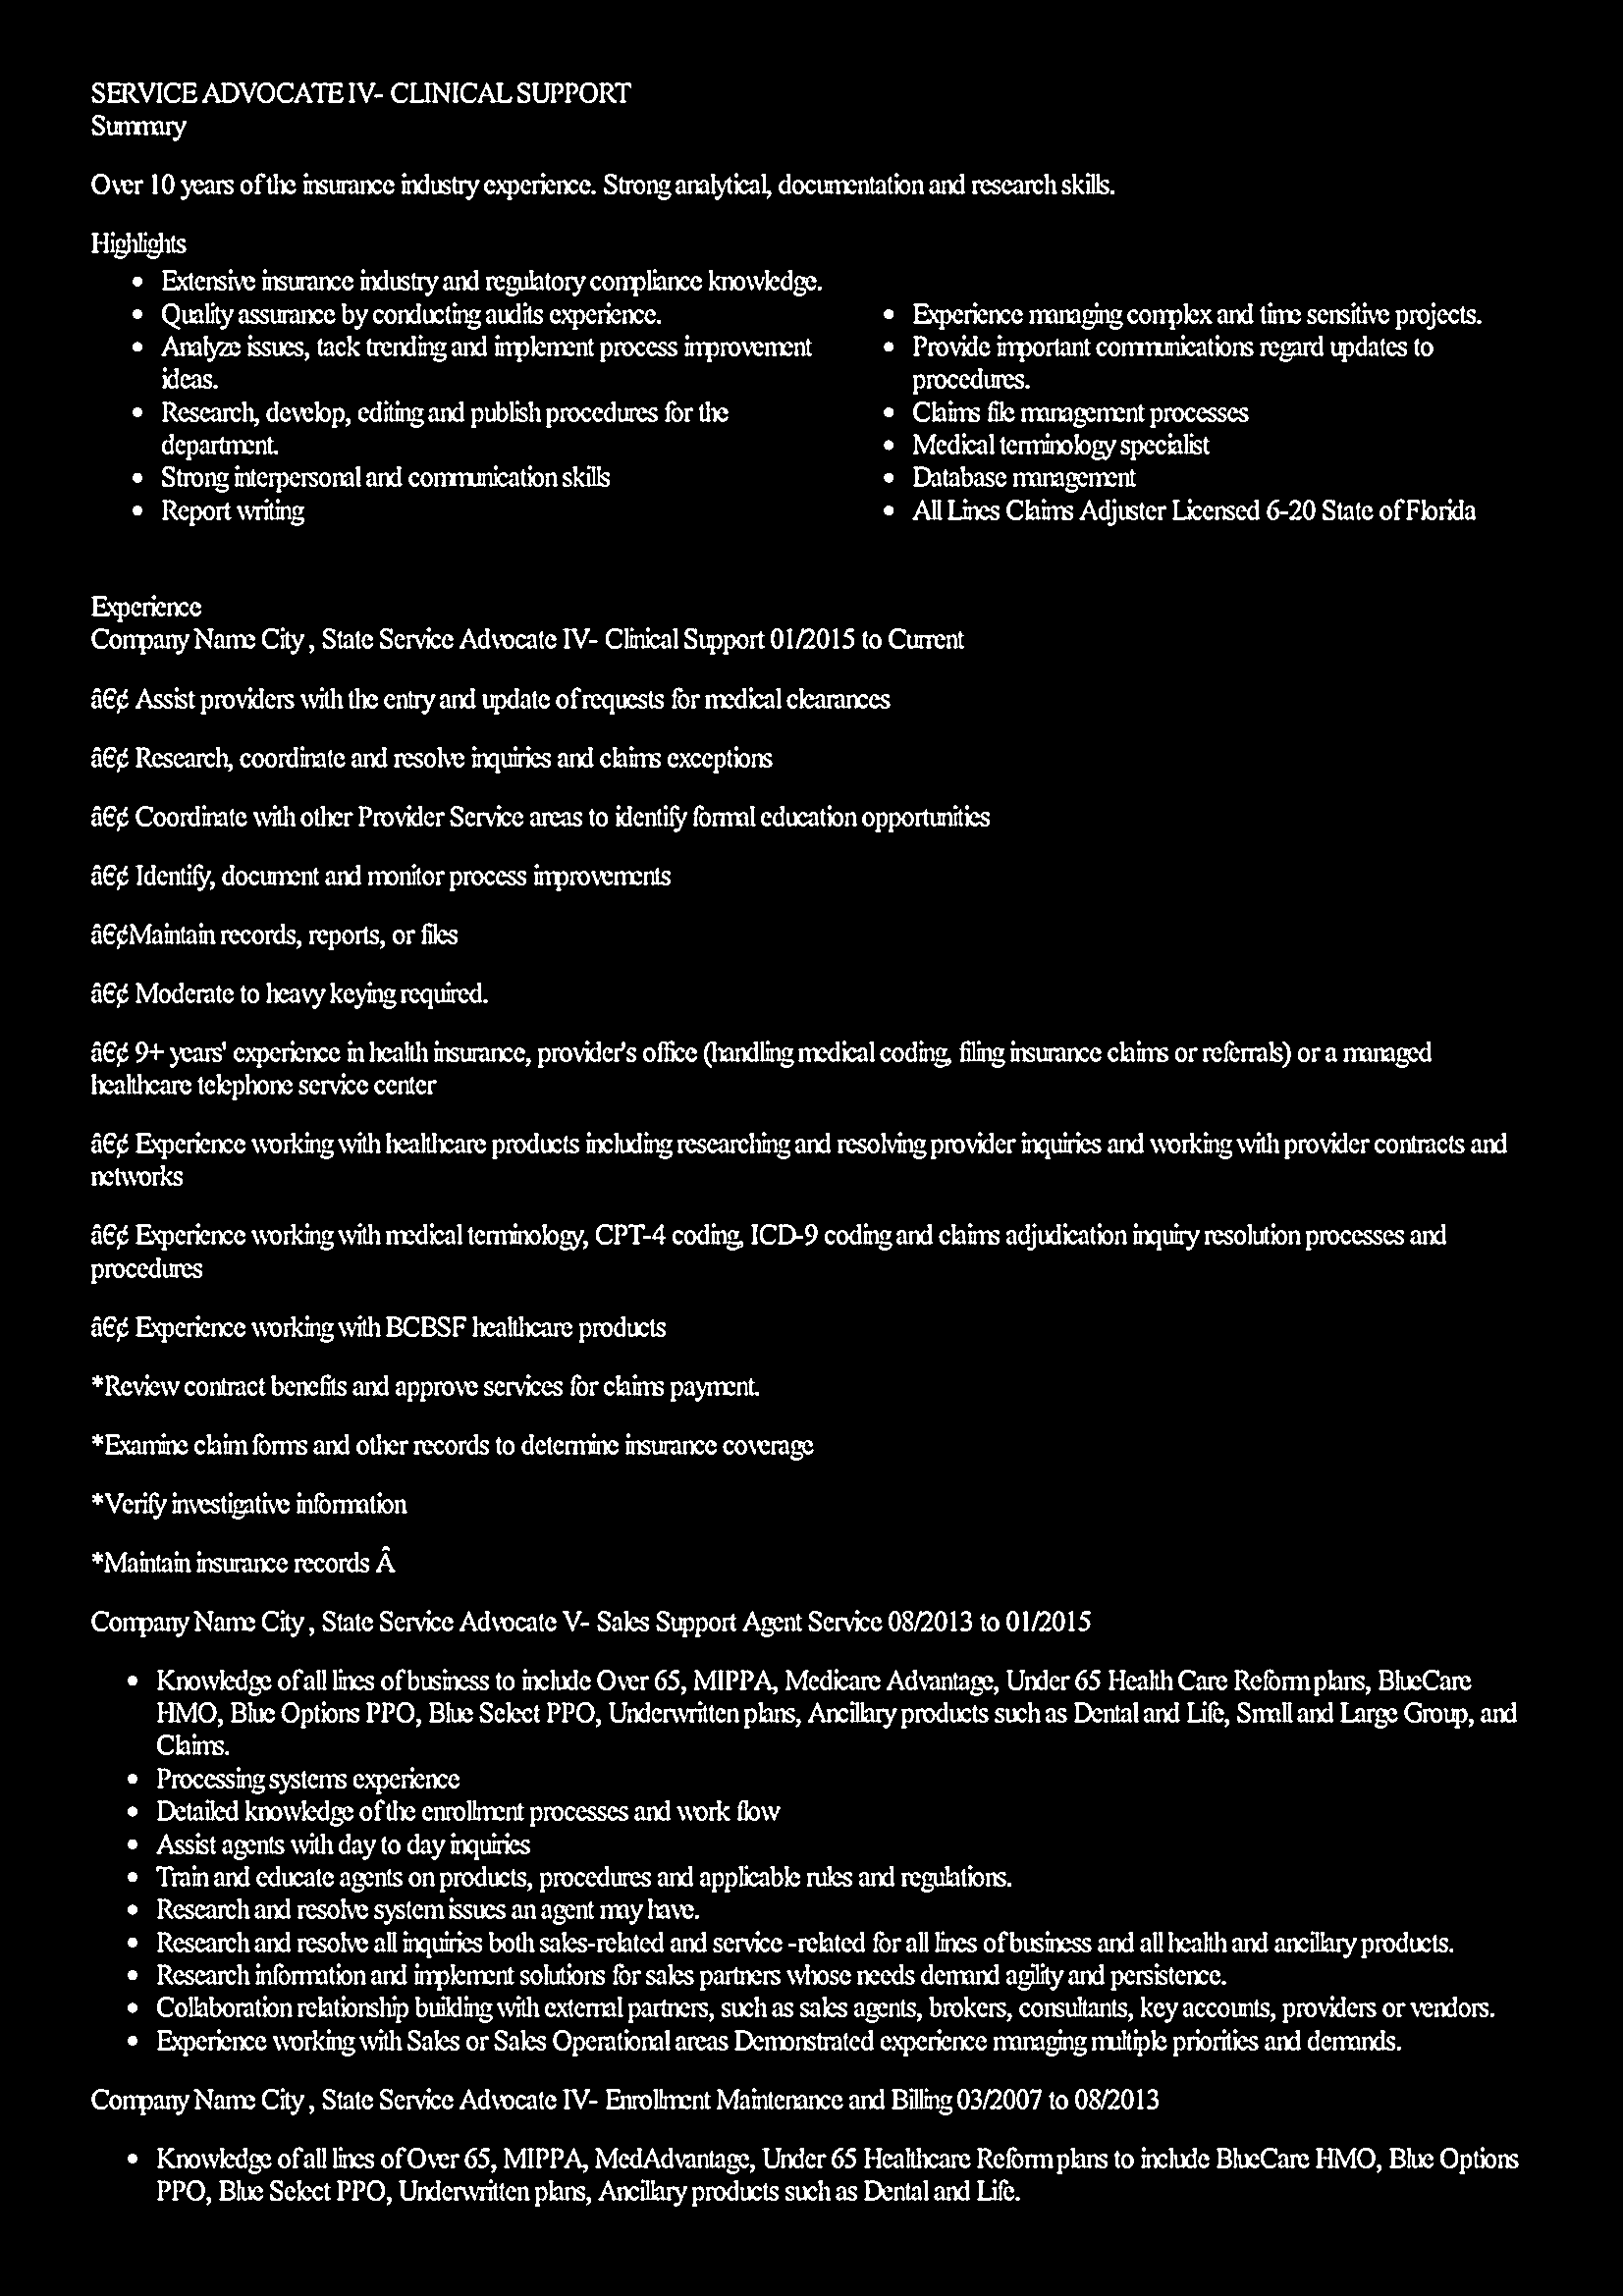 SERVICE ADVOCATE IV- CLINICAL SUPPORT
Summary
Over 10 years of the insurance industry experience. Strong analytical, documentation and research skills.
Highlights
• Extensive insurance industry and regulatory compliance knowledge.
• Quality assurance by conducting audits experience.
• Analyze issues, tack trending and implement process improvement
ideas.
• Research, develop, editing and publish procedures for the
department.
• Strong interpersonal and communication skills
• Report writing
• Experience managing complex and time sensitive projects.
• Provide important communications regard updates to
procedures.
• Claims file management processes
• Medical terminology specialist
• Database management
• All Lines Claims Adjuster Licensed 6-20 State of Florida
Experience
Company Name City , State Service Advocate IV- Clinical Support 01/2015 to Current
â€¢ Assist providers with the entry and update of requests for medical clearances
â€¢ Research, coordinate and resolve inquiries and claims exceptions
â€¢ Coordinate with other Provider Service areas to identify formal education opportunities
â€¢ Identify, document and monitor process improvements
â€¢Maintain records, reports, or files
â€¢ Moderate to heavy keying required.
â€¢ 9+ years' experience in health insurance, provider's office (handling medical coding, filing insurance claims or referrals) or a managed
healthcare telephone service center
â€¢ Experience working with healthcare products including researching and resolving provider inquiries and working with provider contracts and
networks
â€¢ Experience working with medical terminology, CPT-4 coding, ICD-9 coding and claims adjudication inquiry resolution processes and
procedures
â€¢ Experience working with BCBSF healthcare products
*Review contract benefits and approve services for claims payment.
*Examine claim forms and other records to determine insurance coverage
*Verify investigative information
*Maintain insurance records Â
Company Name City , State Service Advocate V- Sales Support Agent Service 08/2013 to 01/2015
• Knowledge of all lines of business to include Over 65, MIPPA, Medicare Advantage, Under 65 Health Care Reform plans, BlueCare
HMO, Blue Options PPO, Blue Select PPO, Underwritten plans, Ancillary products such as Dental and Life, Small and Large Group, and
Claims.
• Processing systems experience
• Detailed knowledge of the enrollment processes and work flow
• Assist agents with day to day inquiries
• Train and educate agents on products, procedures and applicable rules and regulations.
• Research and resolve system issues an agent may have.
• Research and resolve all inquiries both sales-related and service -related for all lines of business and all health and ancillary products.
• Research information and implement solutions for sales partners whose needs demand agility and persistence.
• Collaboration relationship building with external partners, such as sales agents, brokers, consultants, key accounts, providers or vendors.
• Experience working with Sales or Sales Operational areas Demonstrated experience managing multiple priorities and demands.
Company Name City , State Service Advocate IV- Enrollment Maintenance and Billing 03/2007 to 08/2013
• Knowledge of all lines of Over 65, MIPPA, MedAdvantage, Under 65 Healthcare Reform plans to include BlueCare HMO, Blue Options
PPO, Blue Select PPO, Underwritten plans, Ancillary products such as Dental and Life.